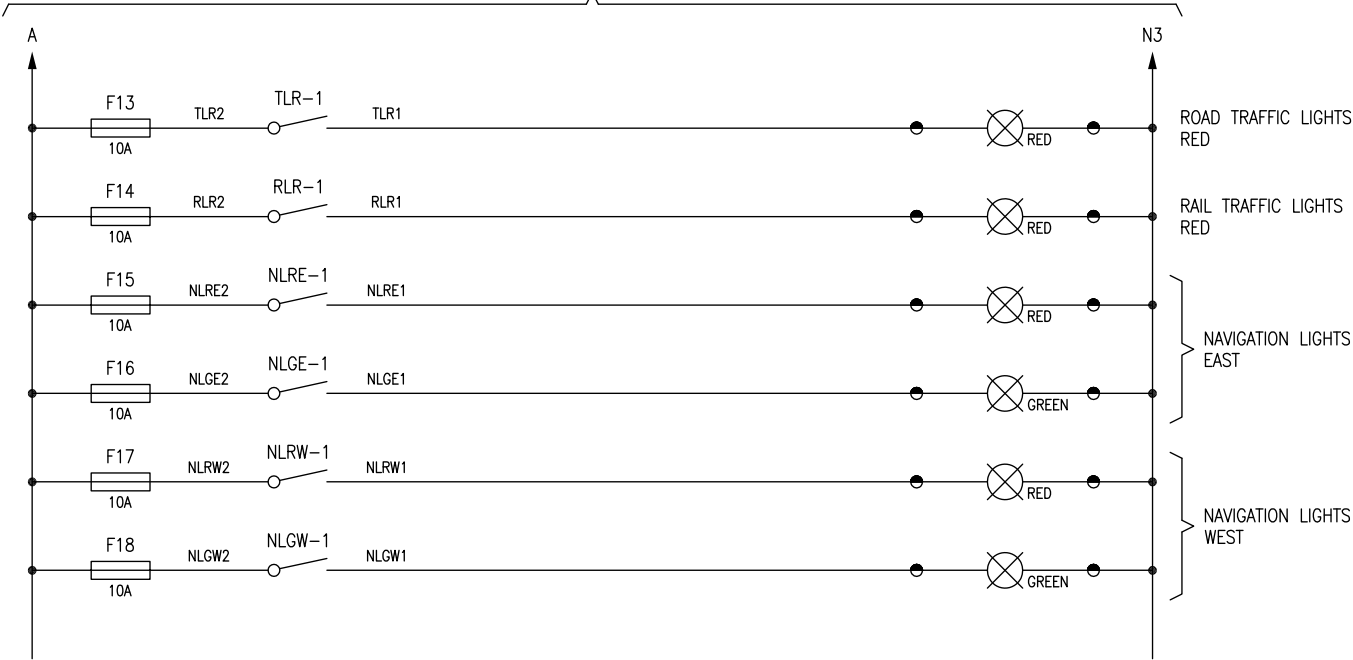 A
N3
F13
TLR2
TLR-1
TLR1
10A
RED
ROAD TRAFFIC LIGHTS
RED
F14
RLR2
RLR-1
RLR1
10A
RED
RAIL TRAFFIC LIGHTS
RED
F15
NLRE2
NLRE-1
NLRE1
10A
RED
F16
NLGE2
NLGE-1
NLGE1
10A
GREEN
NAVIGATION LIGHTS
EAST
F17
NLRW2
NLRW-1
NLRW1
10A
RED
F18
NLGW2
NLGW-1
NLGW1
10A
GREEN
NAVIGATION LIGHTS
WEST